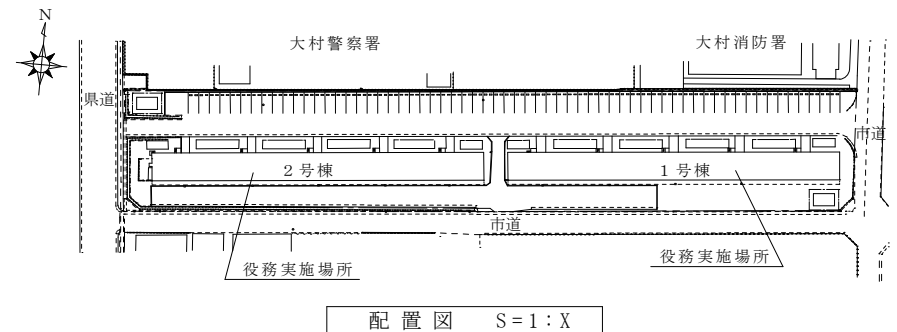 N
大村警察署
大村消防署
県道
市道
2号棟
1号棟
市道
役務実施場所
役務実施場所
配置図 S=1:X